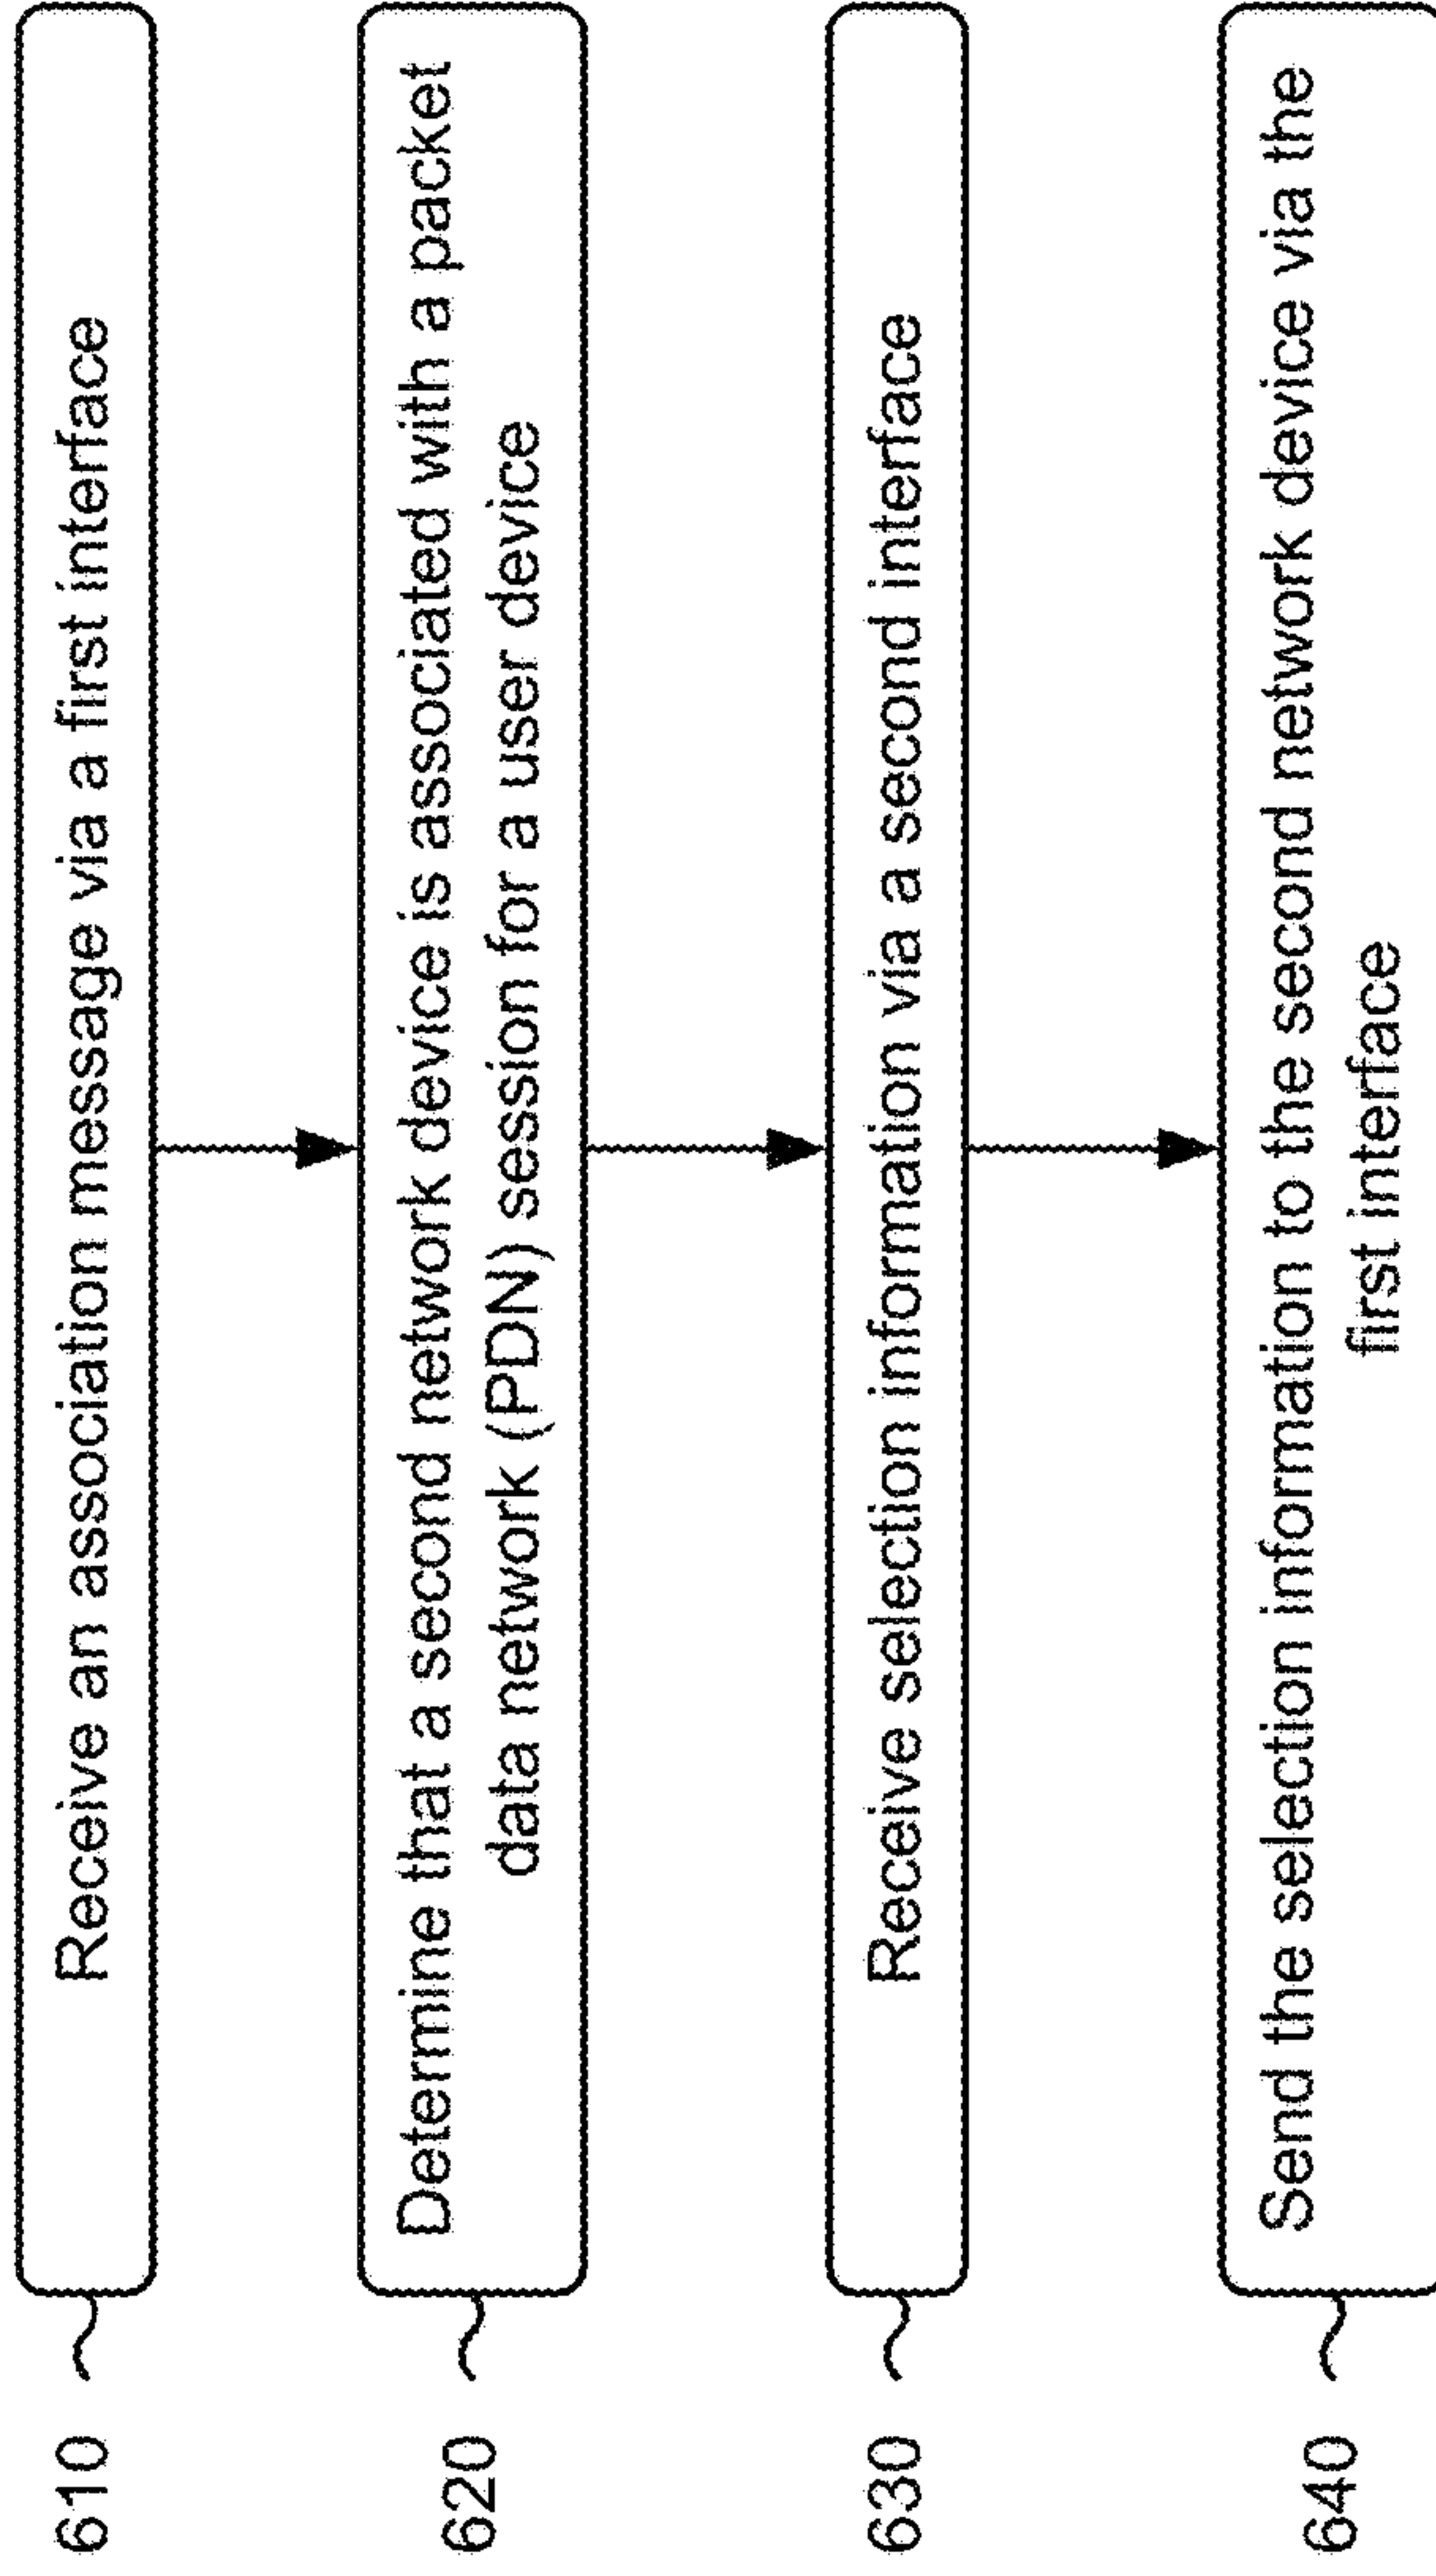 610
Receive an association message via a first interface
620
Determine that a second network device is associated with a packet
data network (PDN) session for a user device
630
Receive selection information via a second interface
640
Send the selection information to the second network device via the
first interface